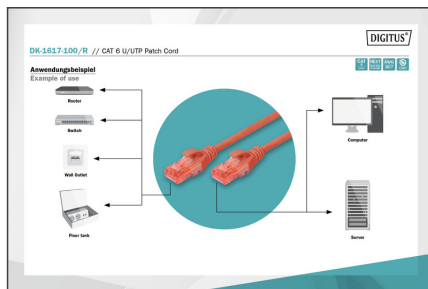 DIGITUS®
DK-1617-100/R // CAT 6 U/UTP Patch Cord
Anwendungsbeispiel
Example of use
CAT
Router
Switch
Wall Outlet
Floor tank
Computer
Server